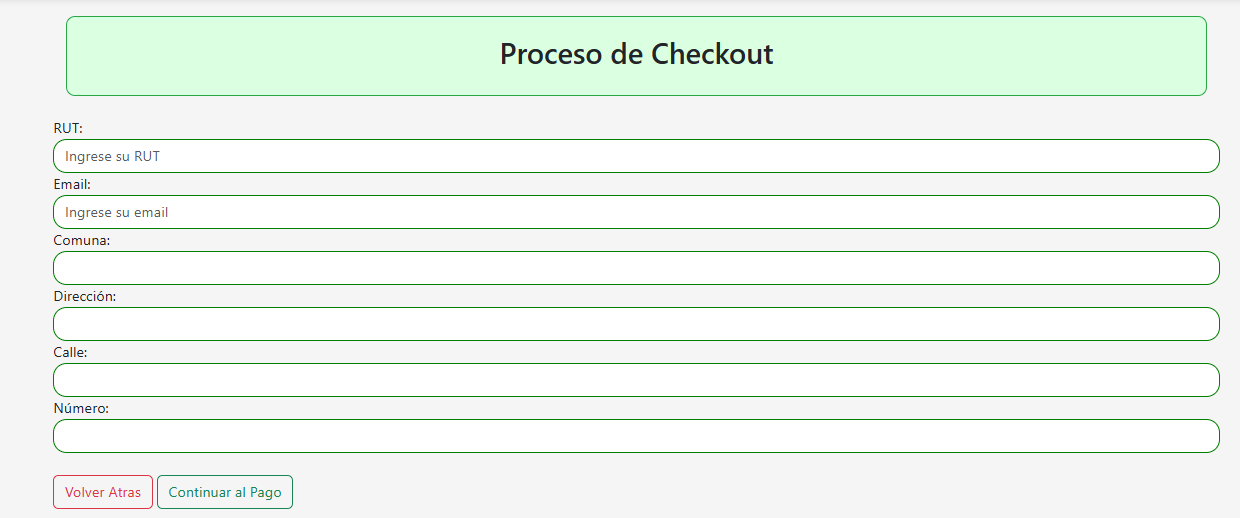 Proceso de Checkout
RUT:
Ingrese su RUT
Email:
Ingrese su email
Comuna:
Dirección:
Calle:
Número:
Volver Atras Continuar al Pago